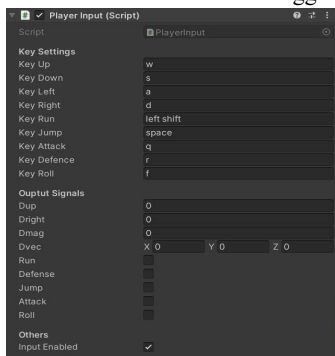 Player Input (Script)
Script PlayerInput
Key Settings
Key Up w
Key Down s
Key Left a
Key Right d
Key Run left shift
Key Jump space
Key Attack q
Key Defence r
Key Roll f
Ouptut Signals
Dup 0
Dright 0
Dmag 0
Dvec X 0 Y 0 Z 0
Run
Defense
Jump
Attack
Roll
Others
Input Enabled